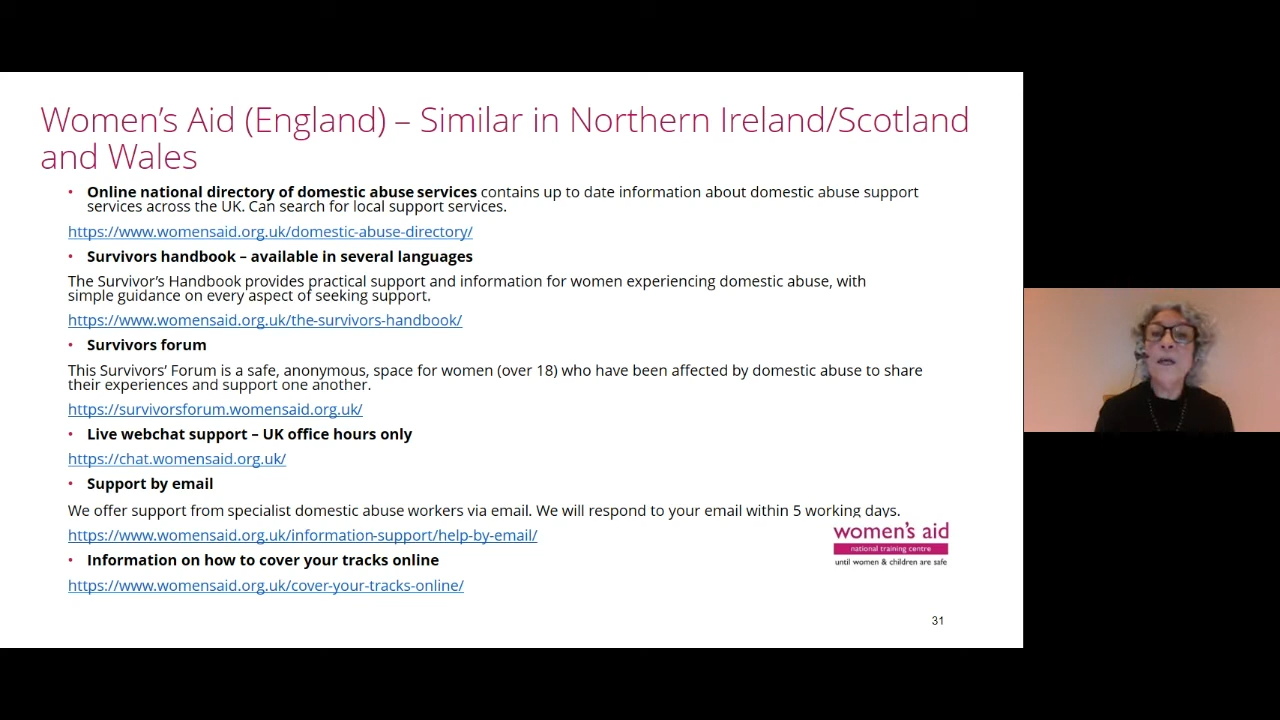 Women's Aid (England) – Similar in Northern Ireland/Scotland
and Wales
• Online national directory of domestic abuse services contains up to date information about domestic abuse support
services across the UK. Can search for local support services.
https://www.womensaid.org.uk/domestic-abuse-directory/
• Survivors handbook – available in several languages
The Survivor's Handbook provides practical support and information for women experiencing domestic abuse, with
simple guidance on every aspect of seeking support.
https://www.womensaid.org.uk/the-survivors-handbook/
• Survivors forum
This Survivors' Forum is a safe, anonymous, space for women (over 18) who have been affected by domestic abuse to share
their experiences and support one another.
https://survivorsforum.womensaid.org.uk/
• Live webchat support – UK office hours only
https://chat.womensaid.org.uk/
• Support by email
We offer support from specialist domestic abuse workers via email. We will respond to your email within 5 working days.
https://www.womensaid.org.uk/information-support/help-by-email/
• Information on how to cover your tracks online
https://www.womensaid.org.uk/cover-your-tracks-online/
women's aid
national training centre
until women & children are safe
31